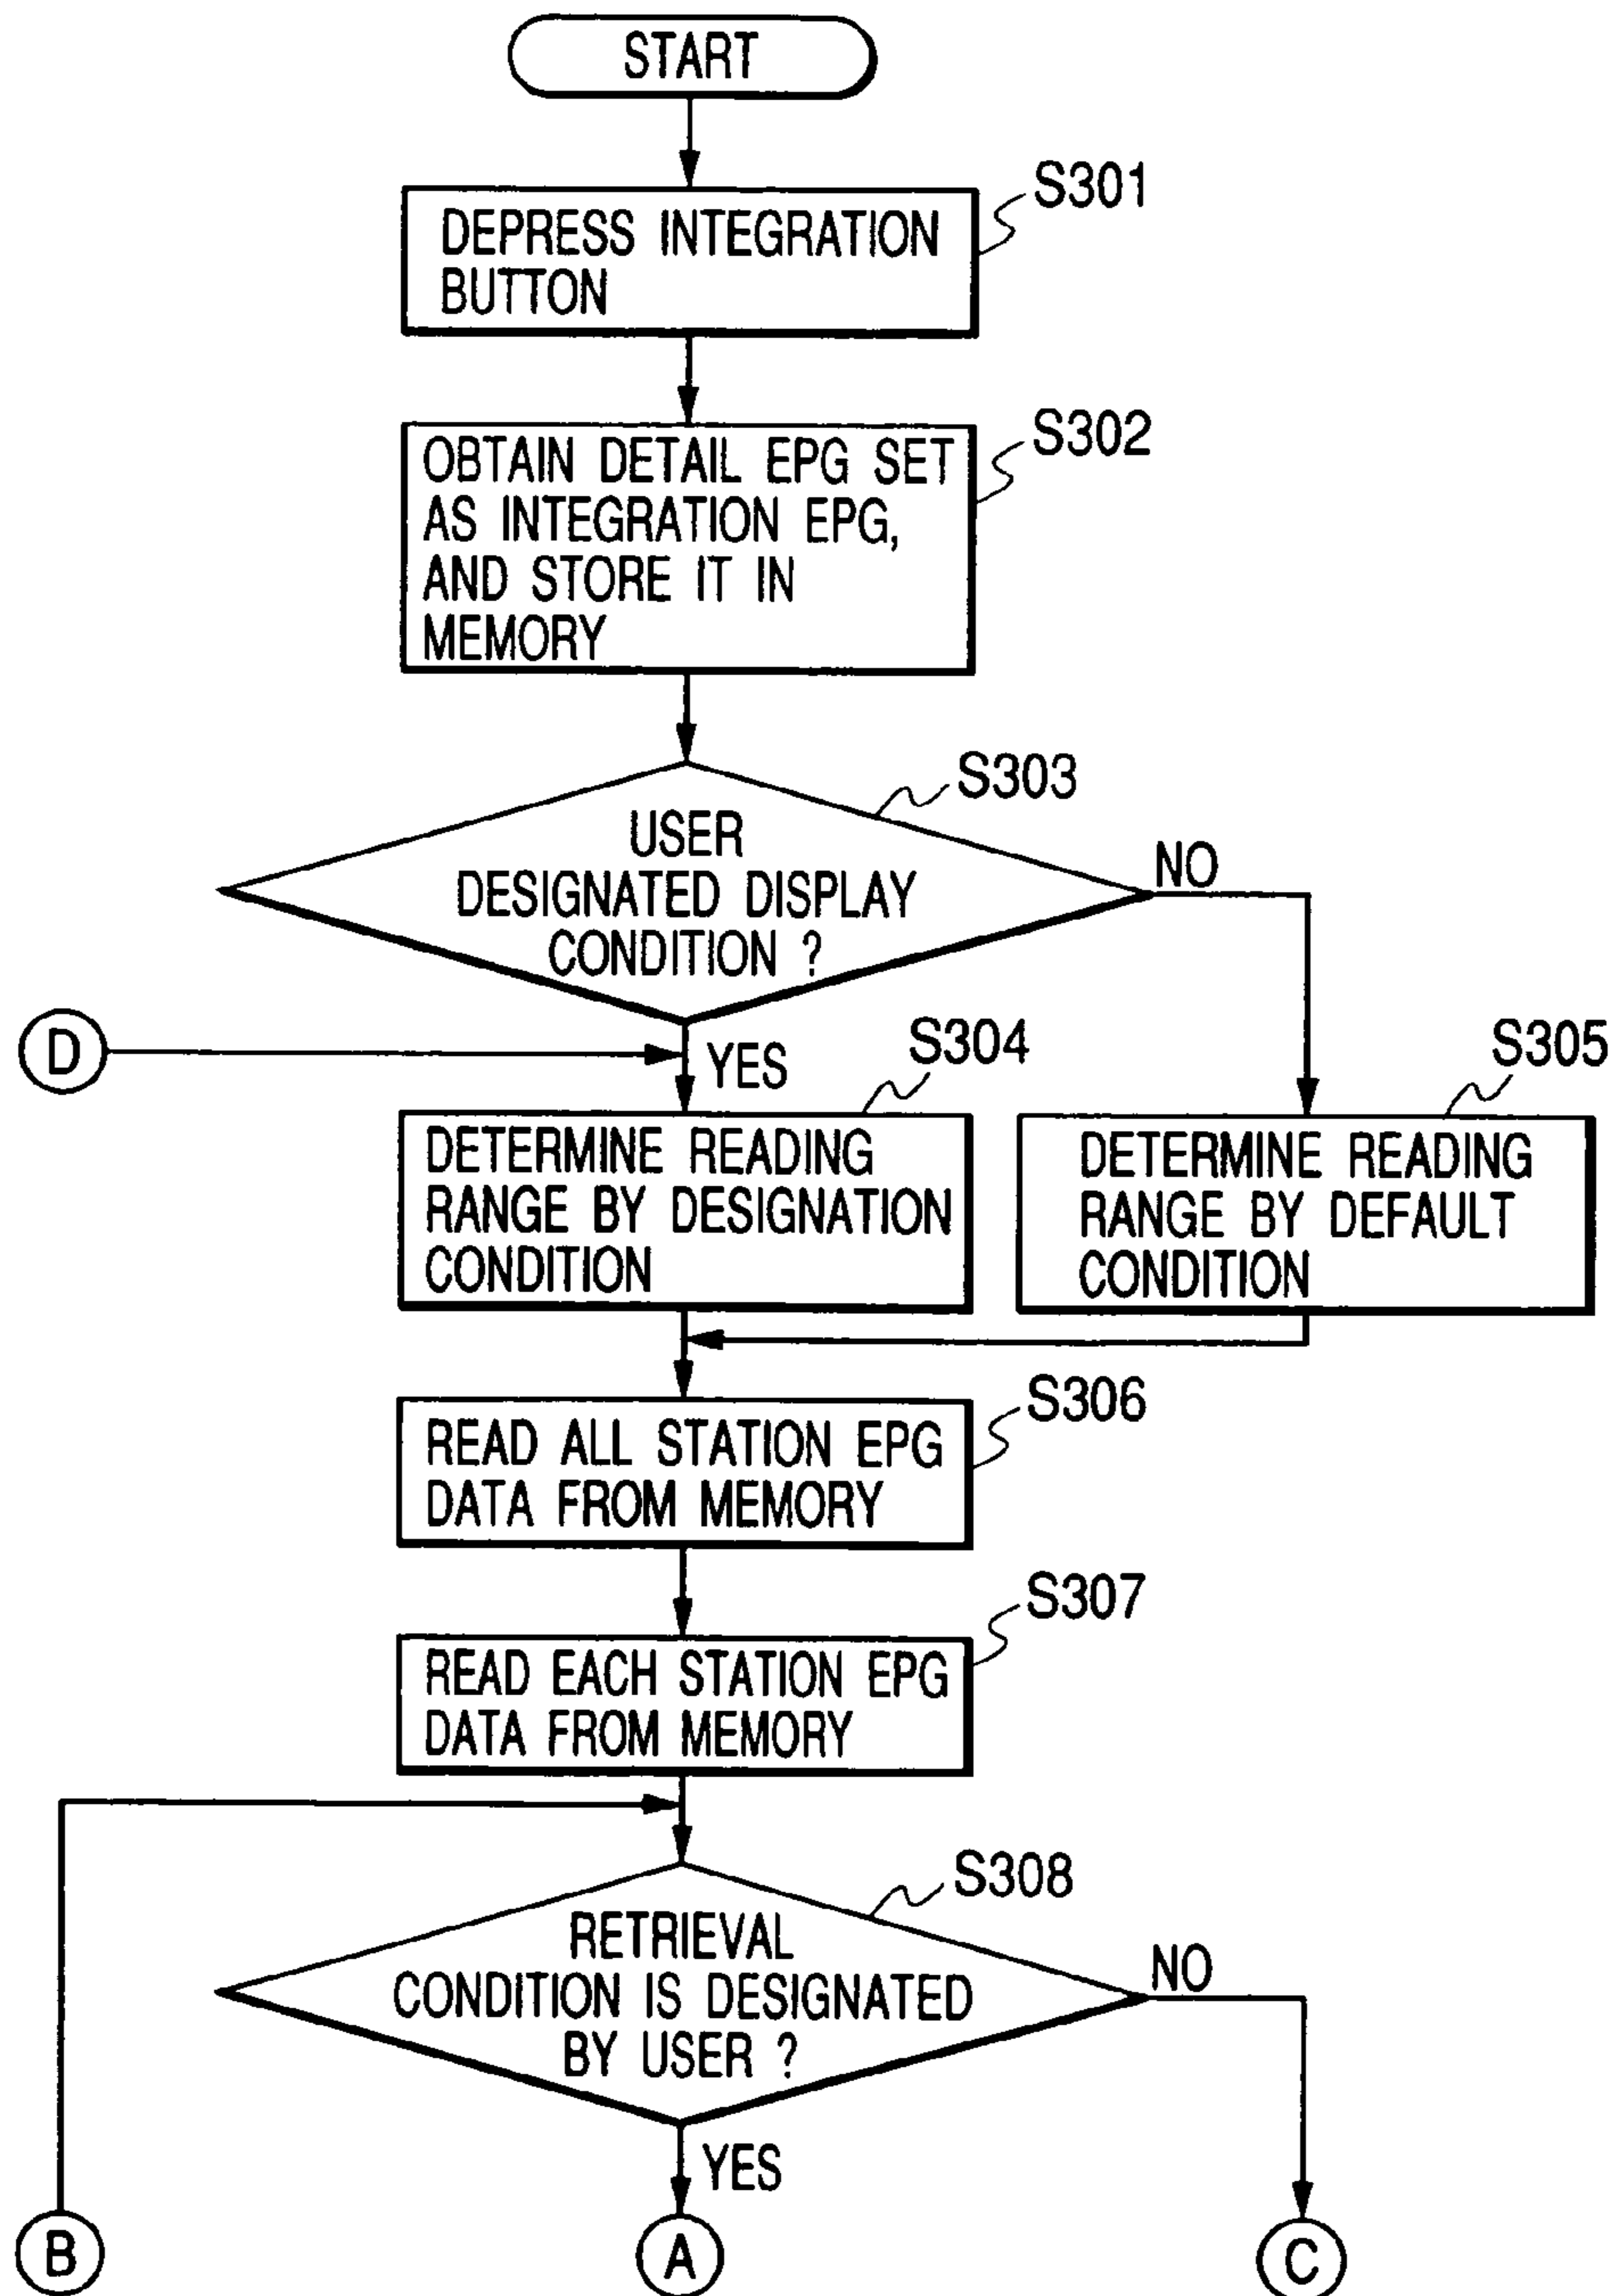 START
S301
DEPRESS INTEGRATION
BUTTON
S302
OBTAIN DETAIL EPG SET
AS INTEGRATION EPG,
AND STORE IT IN
MEMORY
S303
USER
DESIGNATED DISPLAY
CONDITION ?
NO
D
YES
S304
S305
DETERMINE READING
RANGE BY DESIGNATION
CONDITION
DETERMINE READING
RANGE BY DEFAULT
CONDITION
S306
READ ALL STATION EPG
DATA FROM MEMORY
S307
READ EACH STATION EPG
DATA FROM MEMORY
S308
RETRIEVAL
CONDITION IS DESIGNATED
BY USER ?
NO
YES
B
A
C